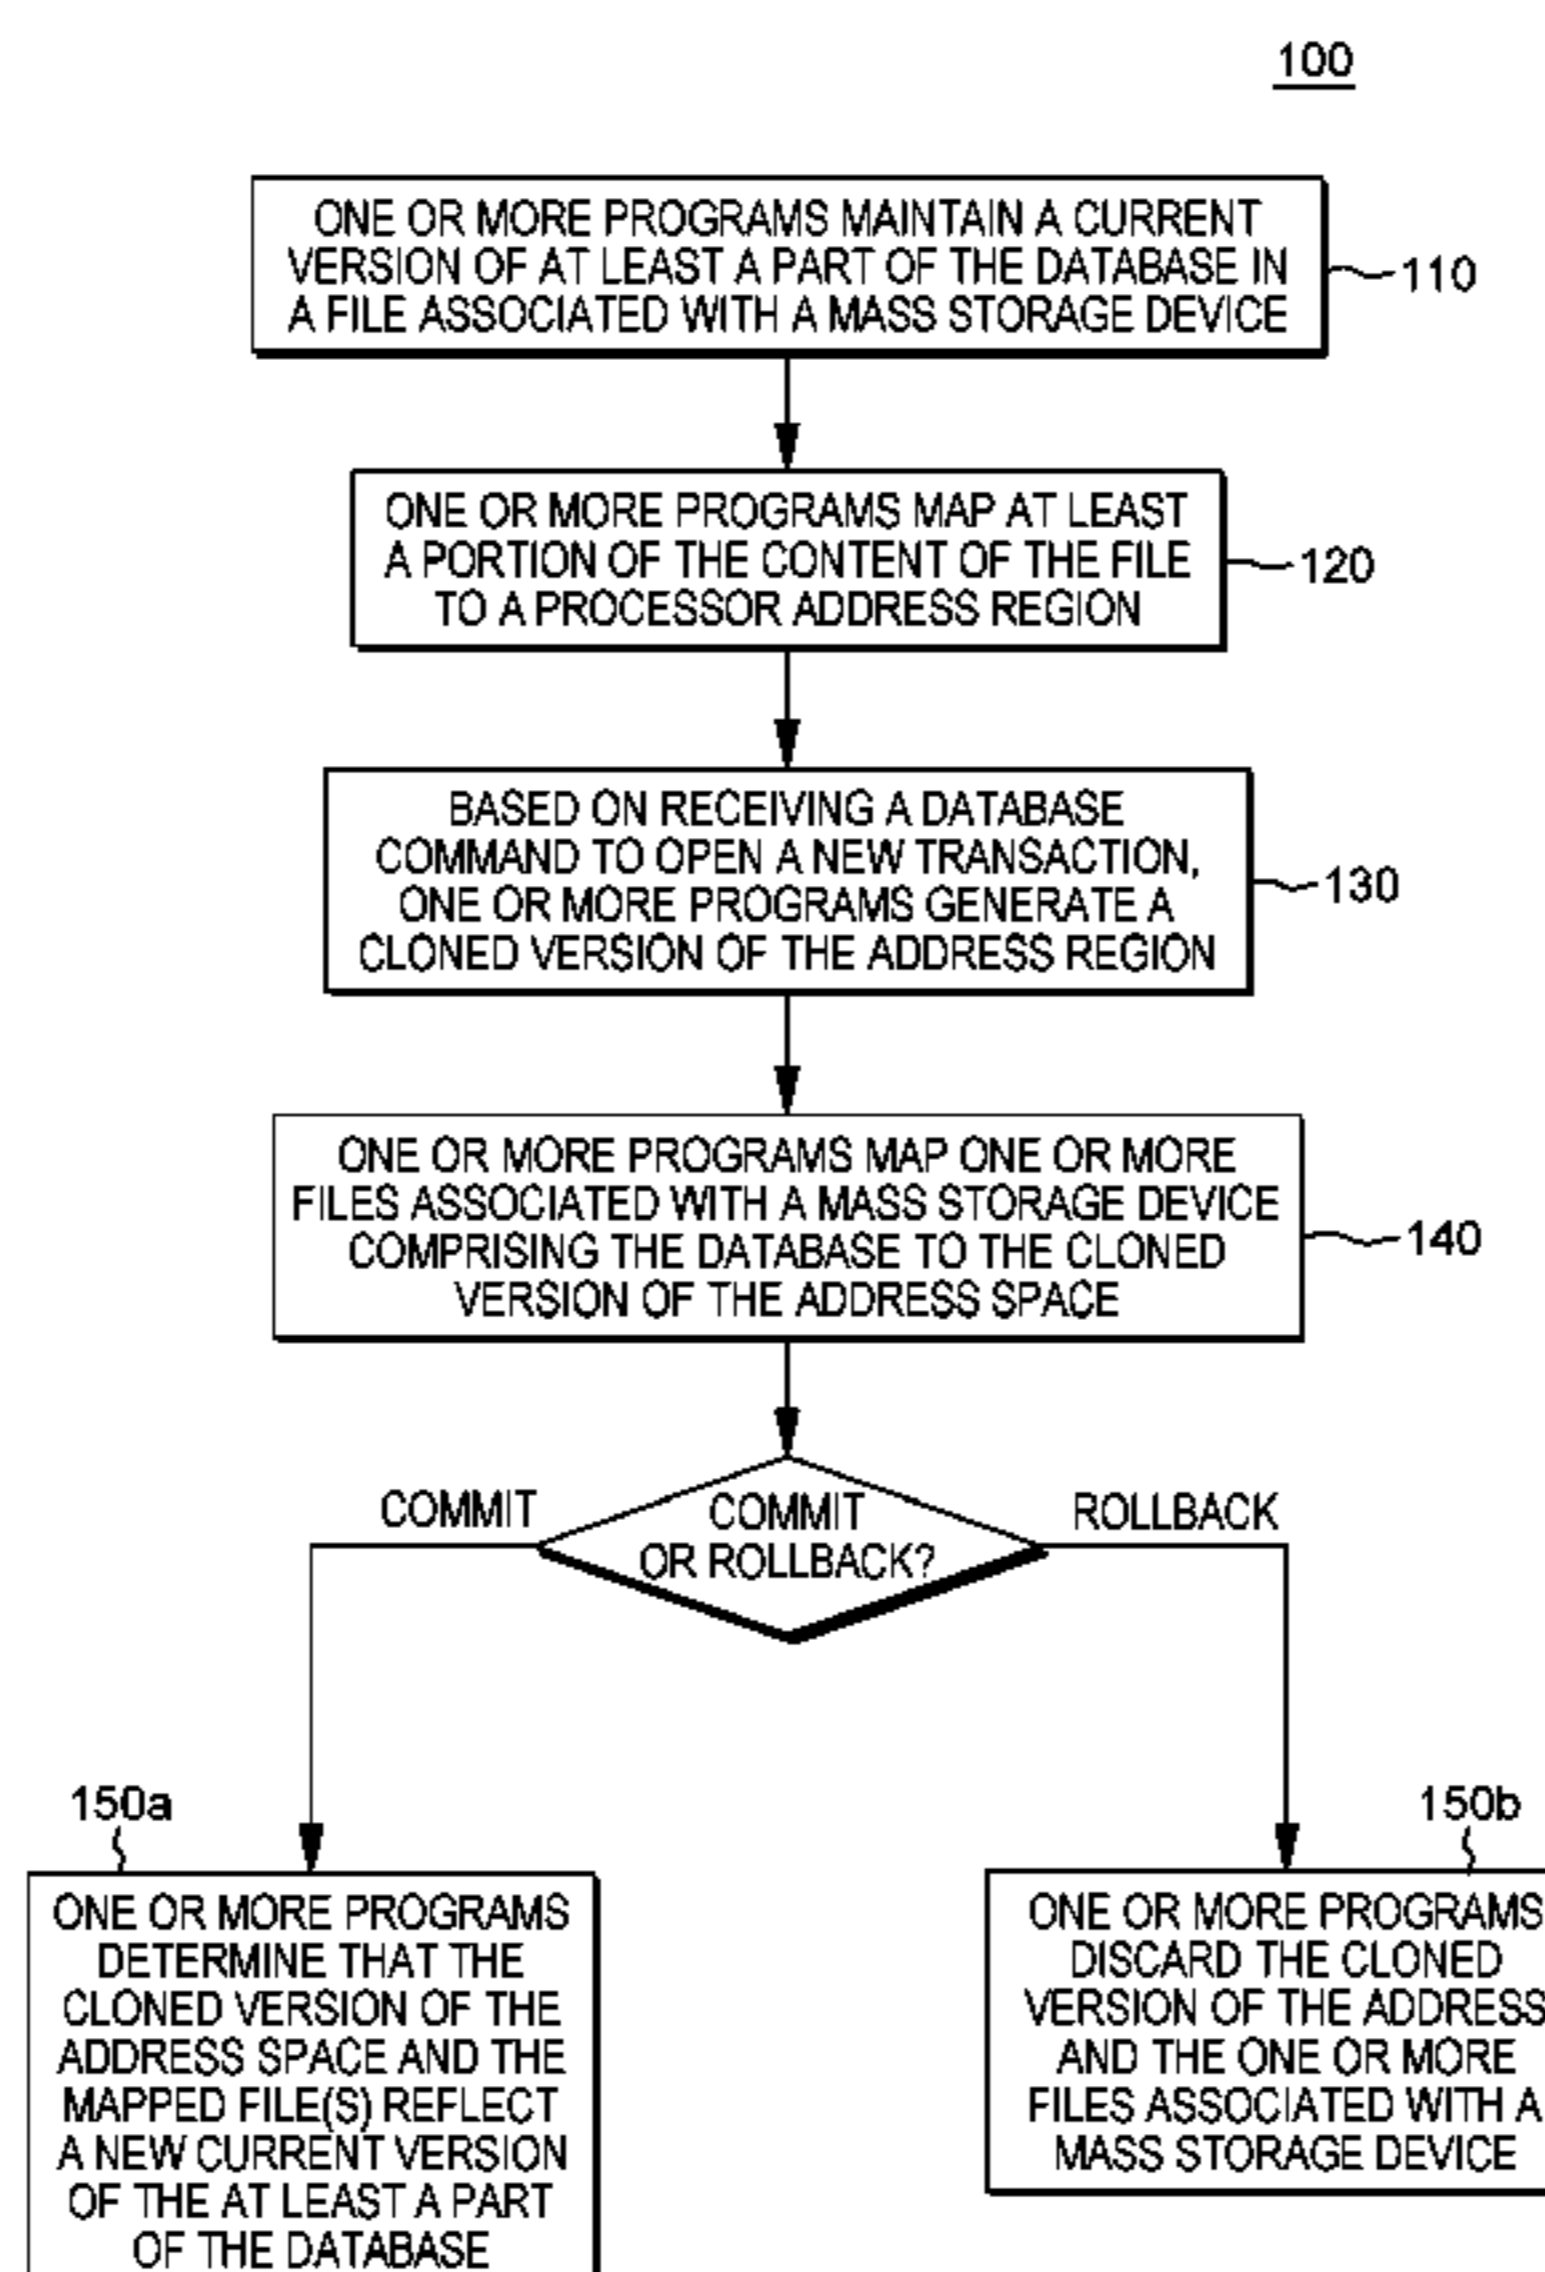 100
ONE OR MORE PROGRAMS MAINTAIN A CURRENT
VERSION OF AT LEAST A PART OF THE DATABASE IN
A FILE ASSOCIATED WITH A MASS STORAGE DEVICE
110
ONE OR MORE PROGRAMS MAP AT LEAST
A PORTION OF THE CONTENT OF THE FILE
TO A PROCESSOR ADDRESS REGION
120
BASED ON RECEIVING A DATABASE
COMMAND TO OPEN A NEW TRANSACTION,
ONE OR MORE PROGRAMS GENERATE A
CLONED VERSION OF THE ADDRESS REGION
130
ONE OR MORE PROGRAMS MAP ONE OR MORE
FILES ASSOCIATED WITH A MASS STORAGE DEVICE
COMPRISING THE DATABASE TO THE CLONED
VERSION OF THE ADDRESS SPACE
140
COMMIT
COMMIT
OR ROLLBACK?
ROLLBACK
150a
ONE OR MORE PROGRAMS
DETERMINE THAT THE
CLONED VERSION OF THE
ADDRESS SPACE AND THE
MAPPED FILE(S) REFLECT
A NEW CURRENT VERSION
OF THE AT LEAST A PART
OF THE DATABASE
150b
ONE OR MORE PROGRAMS
DISCARD THE CLONED
VERSION OF THE ADDRESS
AND THE ONE OR MORE
FILES ASSOCIATED WITH A
MASS STORAGE DEVICE